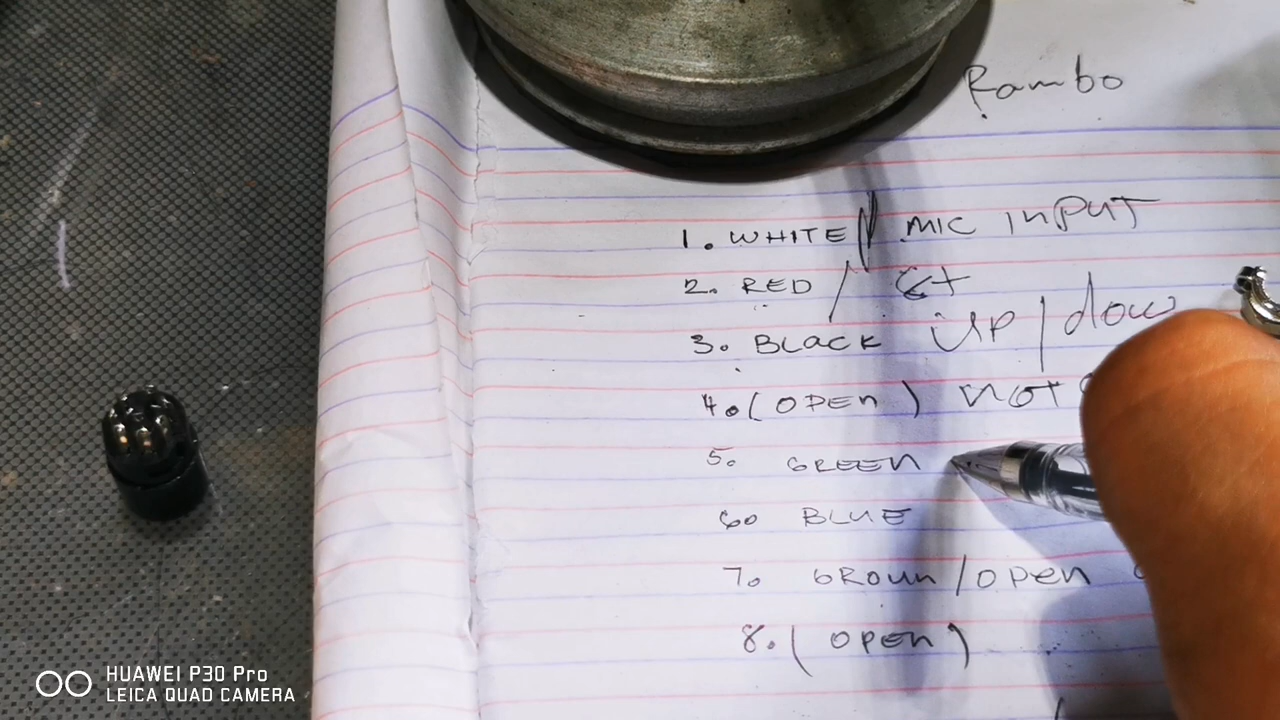 Rambo
1. WHITE // MIC INPUT
2. RED /
3. BLACK UP / dow
4. (OPEN) not
5. GREEN
6. BLUE
7. GROUN / OPEN
8. (OPEN)
HUAWEI P30 Pro
LEICA QUAD CAMERA